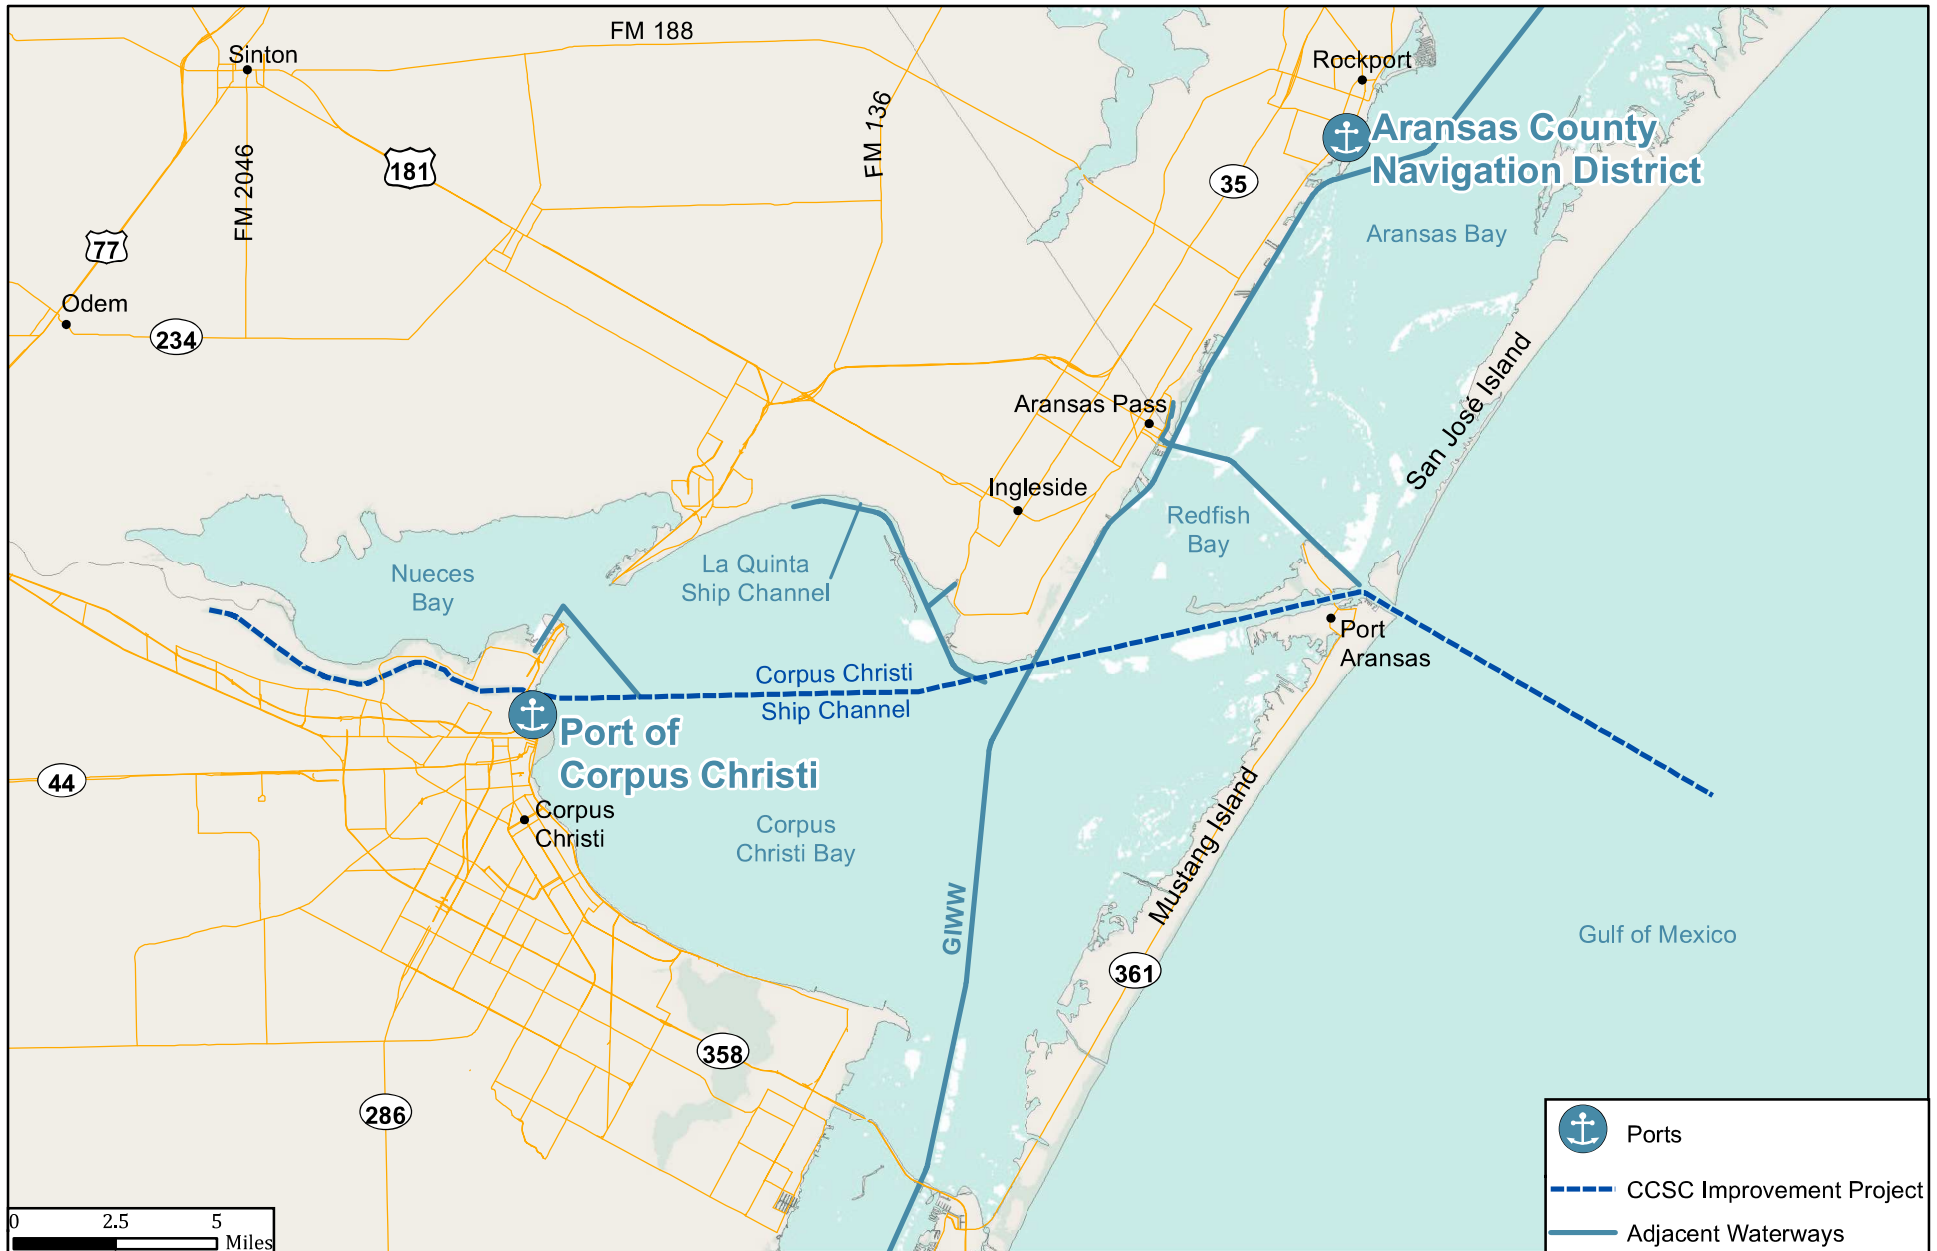 FM 188
Sinton
Rockport
FM 136
Aransas County
Navigation District
FM 2046
181
35
77
Aransas Bay
Odem
234
San José Island
Aransas Pass
Ingleside
Redfish
Bay
La Quinta
Ship Channel
Nueces
Bay
Port
Aransas
Corpus Christi
Ship Channel
Port of
Corpus Christi
44
Corpus
Christi
Corpus
Christi Bay
Mustang Island
GIWW
Gulf of Mexico
361
358
286
Ports
CCSC Improvement Project
Adjacent Waterways
0 2.5 5
Miles